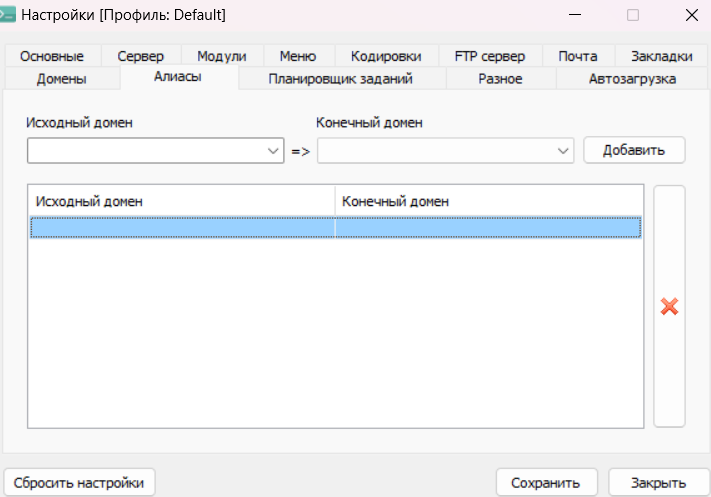 Настройки [Профиль: Default]
Основные Сервер Модули Меню Кодировки FTP сервер Почта Закладки
Домены Алиасы Планировщик заданий Разное Автозагрузка
Исходный домен Конечный домен
=> Добавить
Исходный домен Конечный домен
Сбросить настройки Сохранить Закрыть